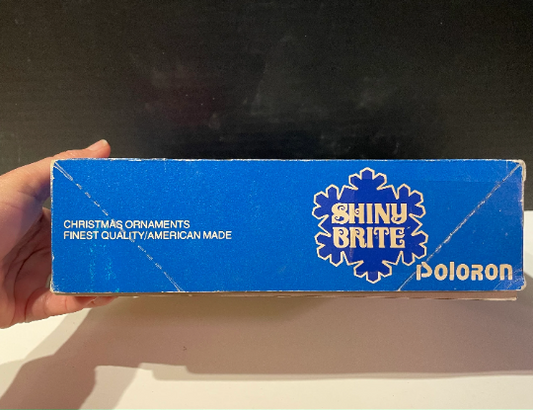 CHRISTMAS ORNAMENTS
FINEST QUALITY/AMERICAN MADE
SHINY
BRITE
Poloron